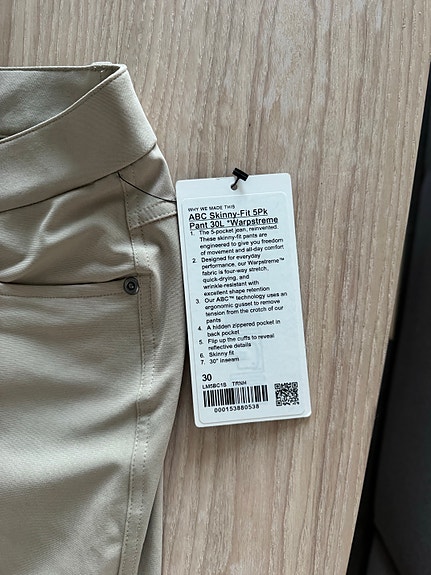 WHY WE MADE THIS
ABC Skinny-Fit 5Pk
Pant 30L *Warpstreme
1. The 5-pocket jean, reinvented.
These skinny-fit pants are
engineered to give you freedom
of movement and all-day comfort
2. Designed for everyday
performance, our Warpstreme™
fabric is four-way stretch,
quick-drying, and
wrinkle-resistant with
excellent shape retention
3. Our ABC™ technology uses an
ergonomic gusset to remove
tension from the crotch of our
pants
4. A hidden zippered pocket in
back pocket
5. Flip up the cuffs to reveal
reflective details
6. Skinny fit
7. 30" inseam
30
LM5BC1S TRNH
000153880538